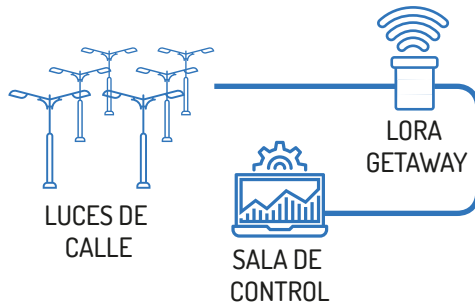 LORA
GETAWAY
LUCES DE
CALLE
SALA DE
CONTROL